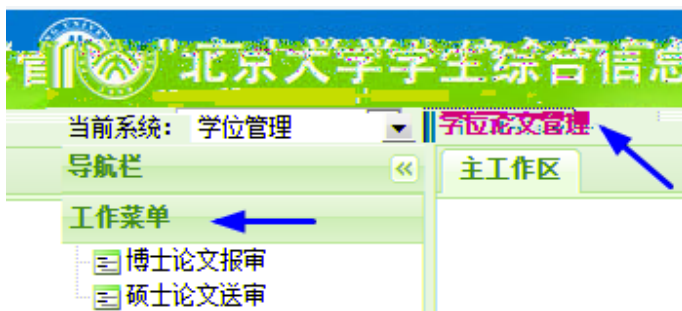 北京大学学生综合信息
当前系统: 学位管理 学位论文管理
导航栏 主工作区
工作菜单
博士论文报审
硕士论文送审